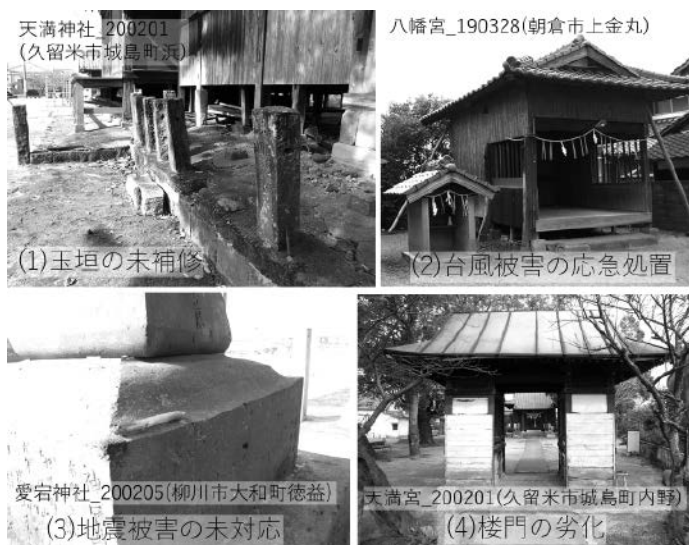 天満神社_200201
(久留米市城島町浜)
(1)玉垣の未補修
八幡宮_190328(朝倉市上金丸)
(2)台風被害の応急処置
愛宕神社_200205(柳川市大和町徳益)
(3)地震被害の未対応
天満宮_200201(久留米市城島町内野)
(4)楼門の劣化